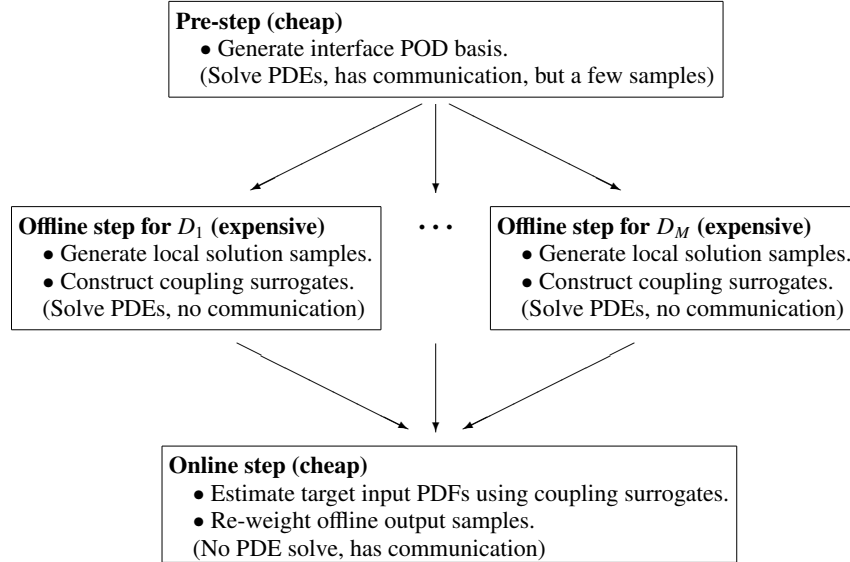 Pre-step (cheap)
• Generate interface POD basis.
(Solve PDEs, has communication, but a few samples)
Offline step for D_1 (expensive)
• Generate local solution samples.
• Construct coupling surrogates.
(Solve PDEs, no communication)
• • •
Offline step for D_M (expensive)
• Generate local solution samples.
• Construct coupling surrogates.
(Solve PDEs, no communication)
Online step (cheap)
• Estimate target input PDFs using coupling surrogates.
• Re-weight offline output samples.
(No PDE solve, has communication)